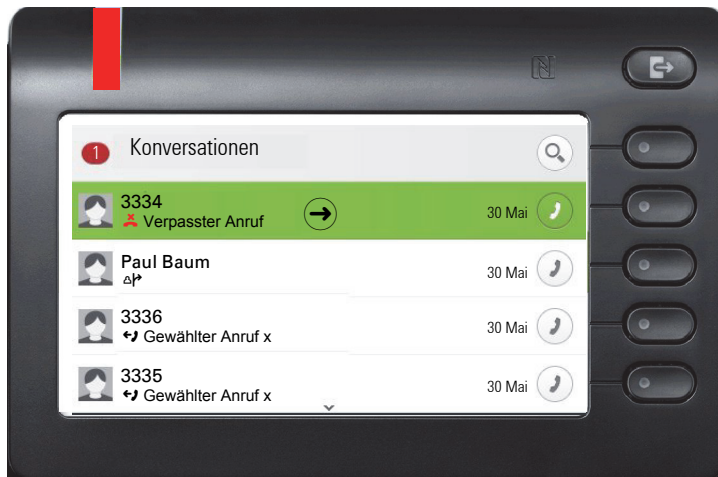 1 Konversationen
3334
Verpasster Anruf
30 Mai
Paul Baum
30 Mai
3336
Gewählter Anruf x
30 Mai
3335
Gewählter Anruf x
30 Mai